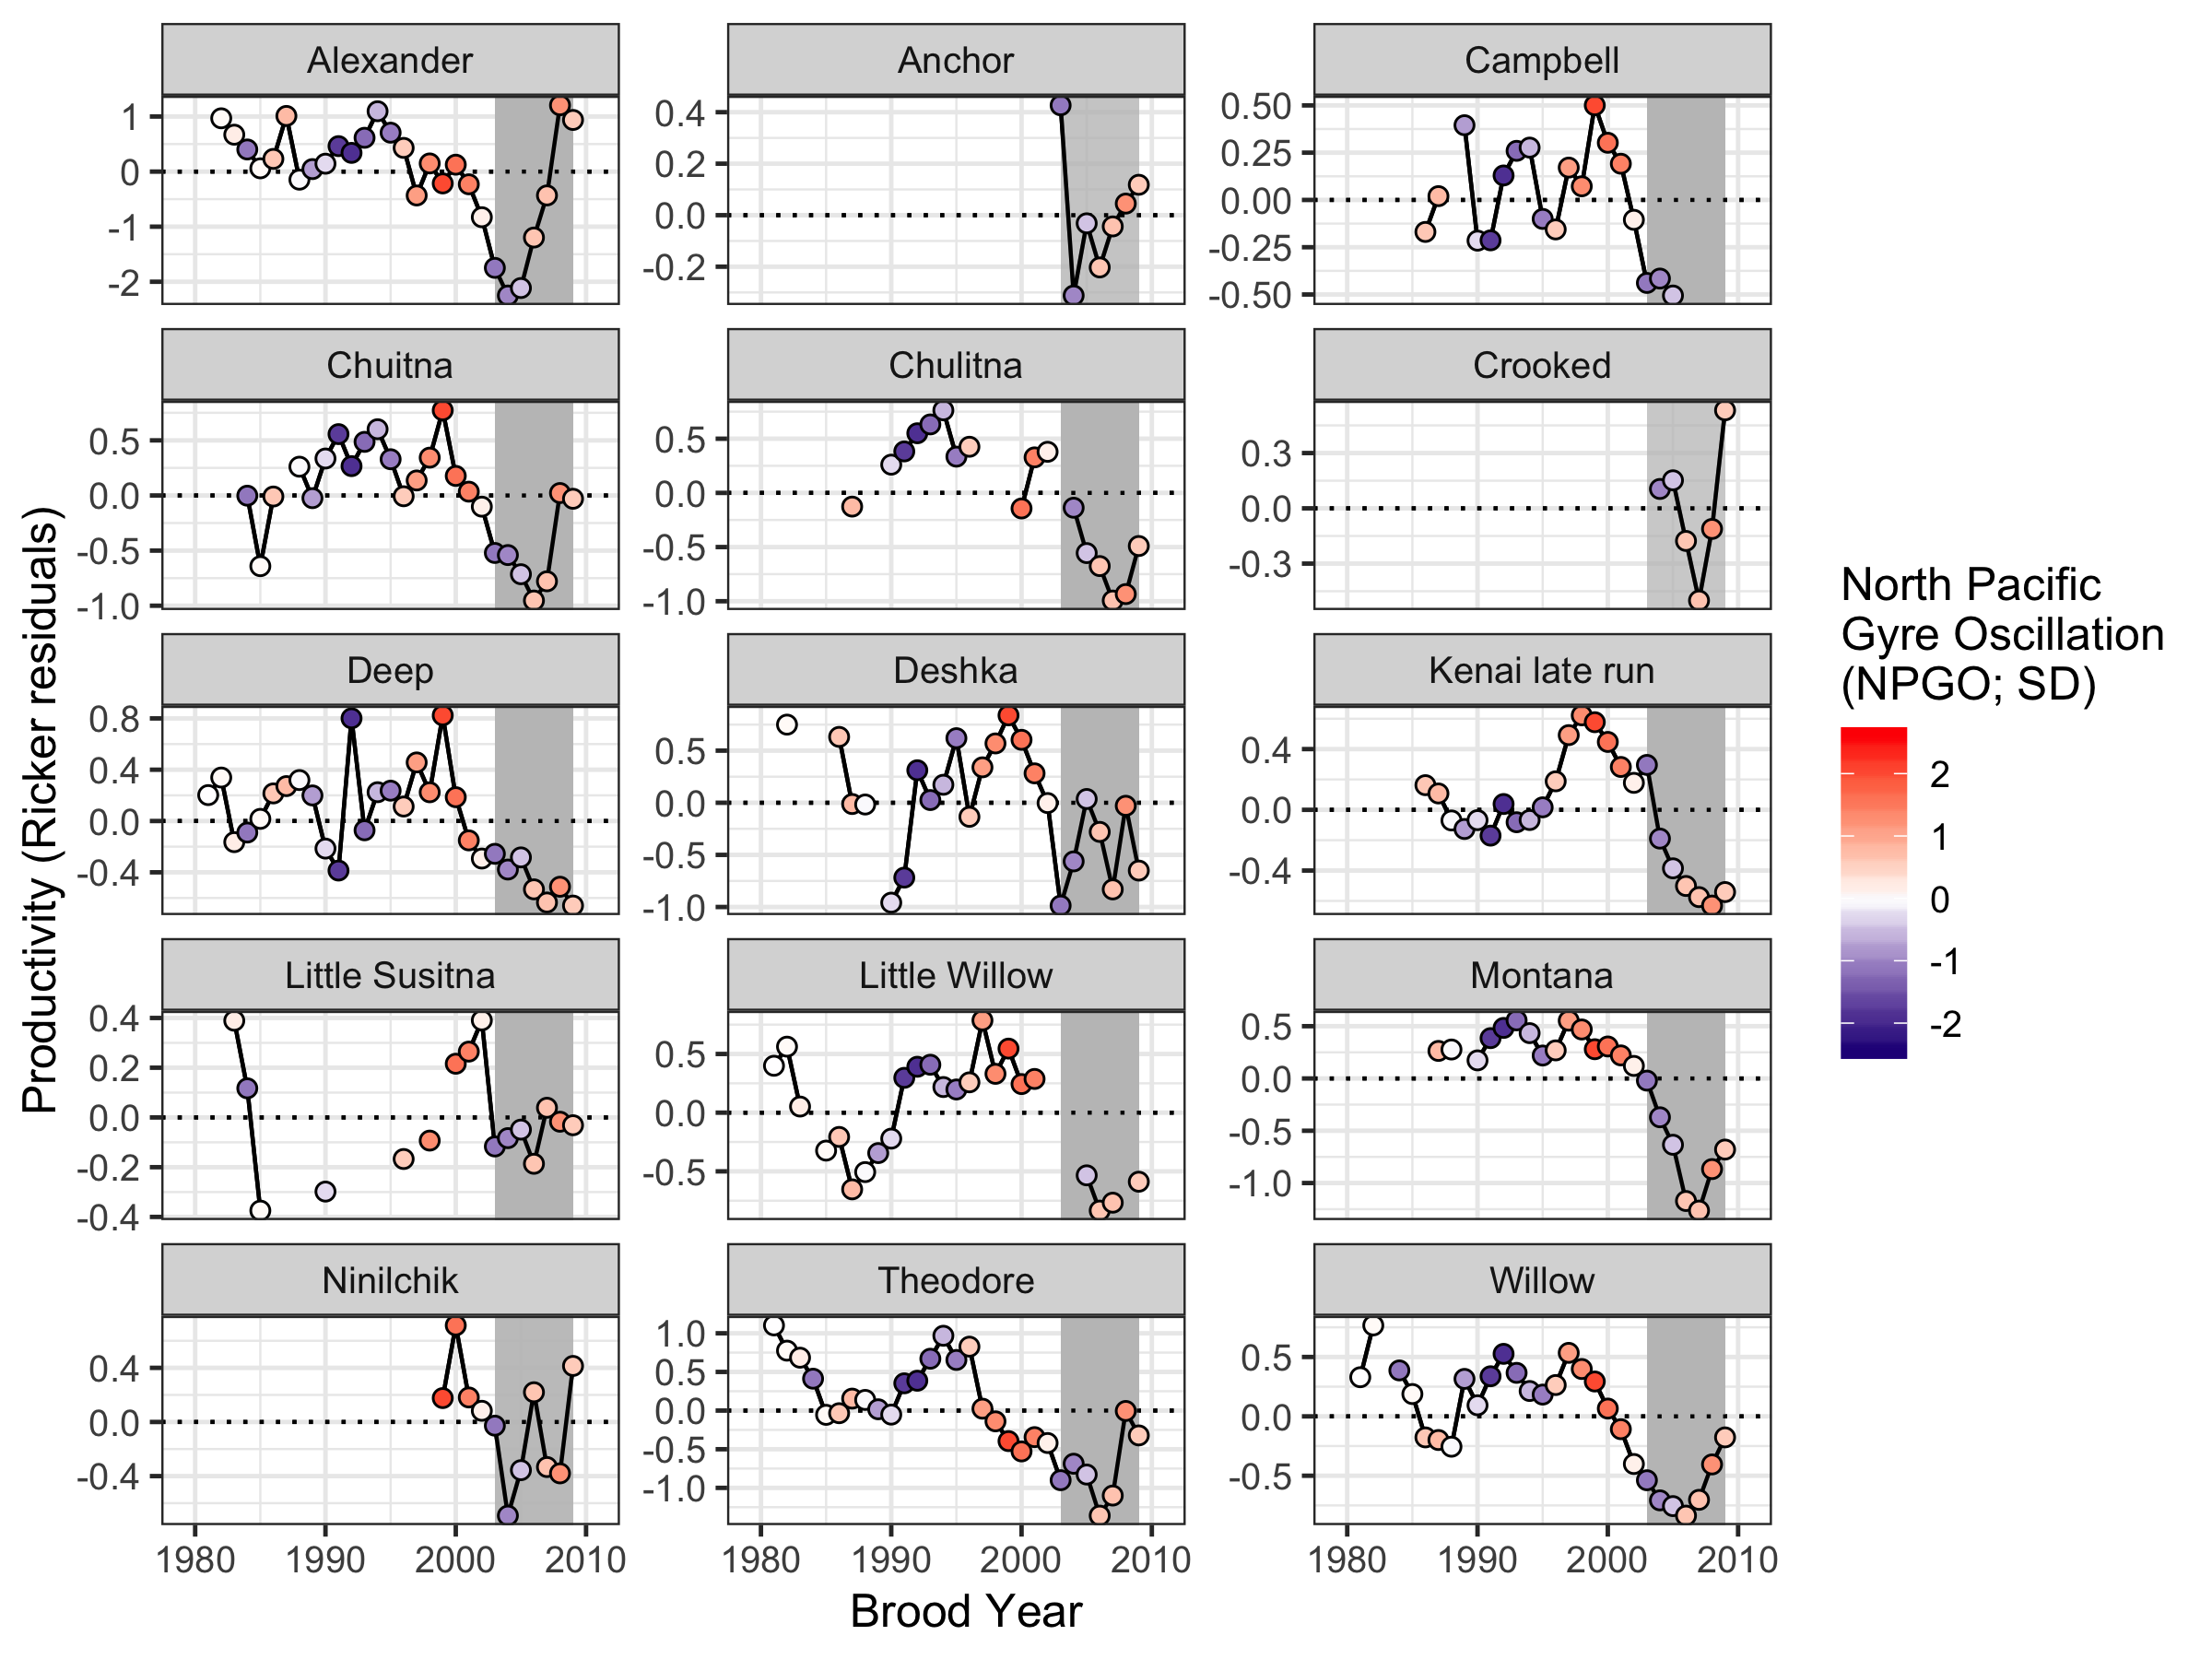 Alexander
Anchor
Campbell
1
0
-1
-2
0.4
0.2
0.0
-0.2
0.50
0.25
0.00
-0.25
-0.50
Chuitna
Chulitna
Crooked
0.5
0.0
-0.5
-1.0
0.5
0.0
-0.5
-1.0
0.3
0.0
-0.3
Deep
Deshka
Kenai late run
0.8
0.4
0.0
-0.4
0.5
0.0
-0.5
-1.0
0.4
0.0
-0.4
Little Susitna
Little Willow
Montana
0.4
0.2
0.0
-0.2
-0.4
0.5
0.0
-0.5
0.5
0.0
-0.5
-1.0
Ninilchik
Theodore
Willow
0.4
0.0
-0.4
1.0
0.5
0.0
-0.5
-1.0
0.5
0.0
-0.5
1980 1990 2000 2010
1980 1990 2000 2010
1980 1990 2000 2010
Brood Year
Productivity (Ricker residuals)
North Pacific
Gyre Oscillation
(NPGO; SD)
2
1
0
-1
-2